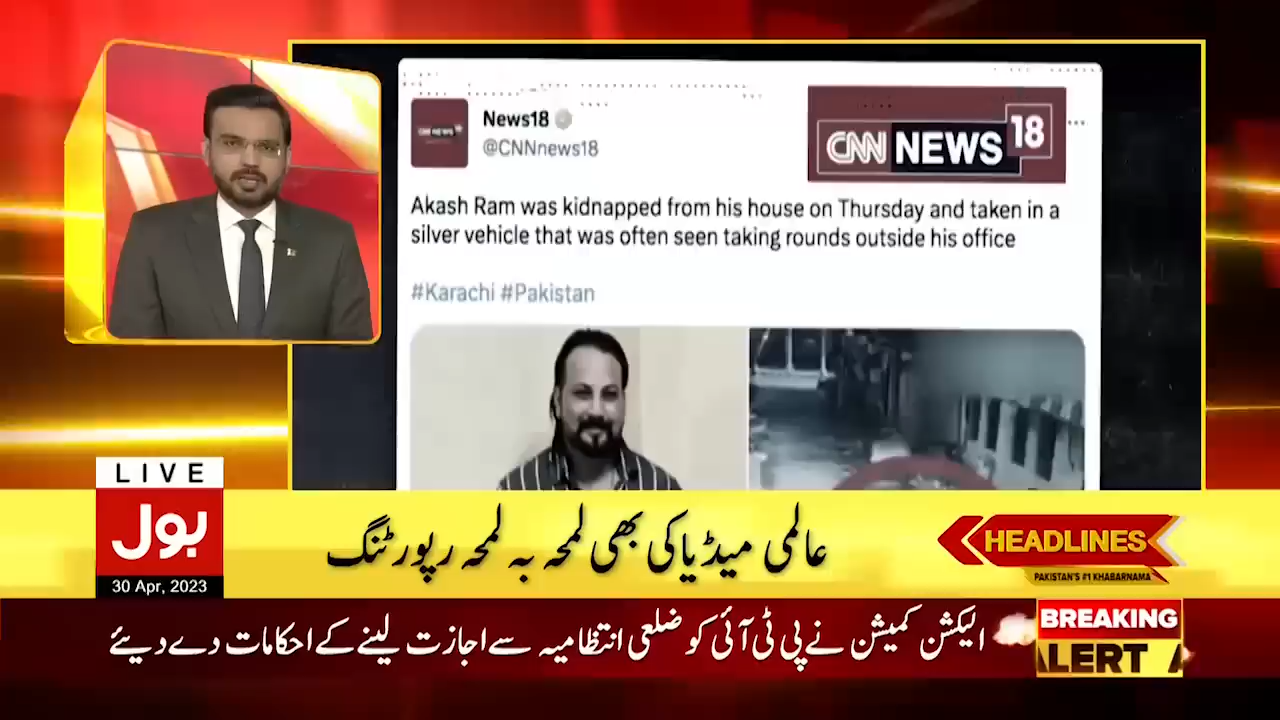 News18
@CNNnews18
CNN NEWS 18
Akash Ram was kidnapped from his house on Thursday and taken in a
silver vehicle that was often seen taking rounds outside his office
#Karachi #Pakistan
LIVE
بول
30 Apr, 2023
عالمی میڈیا کی بھی لمحہ بہ لمحہ رپورٹنگ
HEADLINES
PAKISTAN'S #1 KHABARNAMA
الیکشن کمیشن نے پی ٹی آئی کو ضلعی انتظامیہ سے اجازت لینے کے احکامات دے دیئے
BREAKING
ALERT